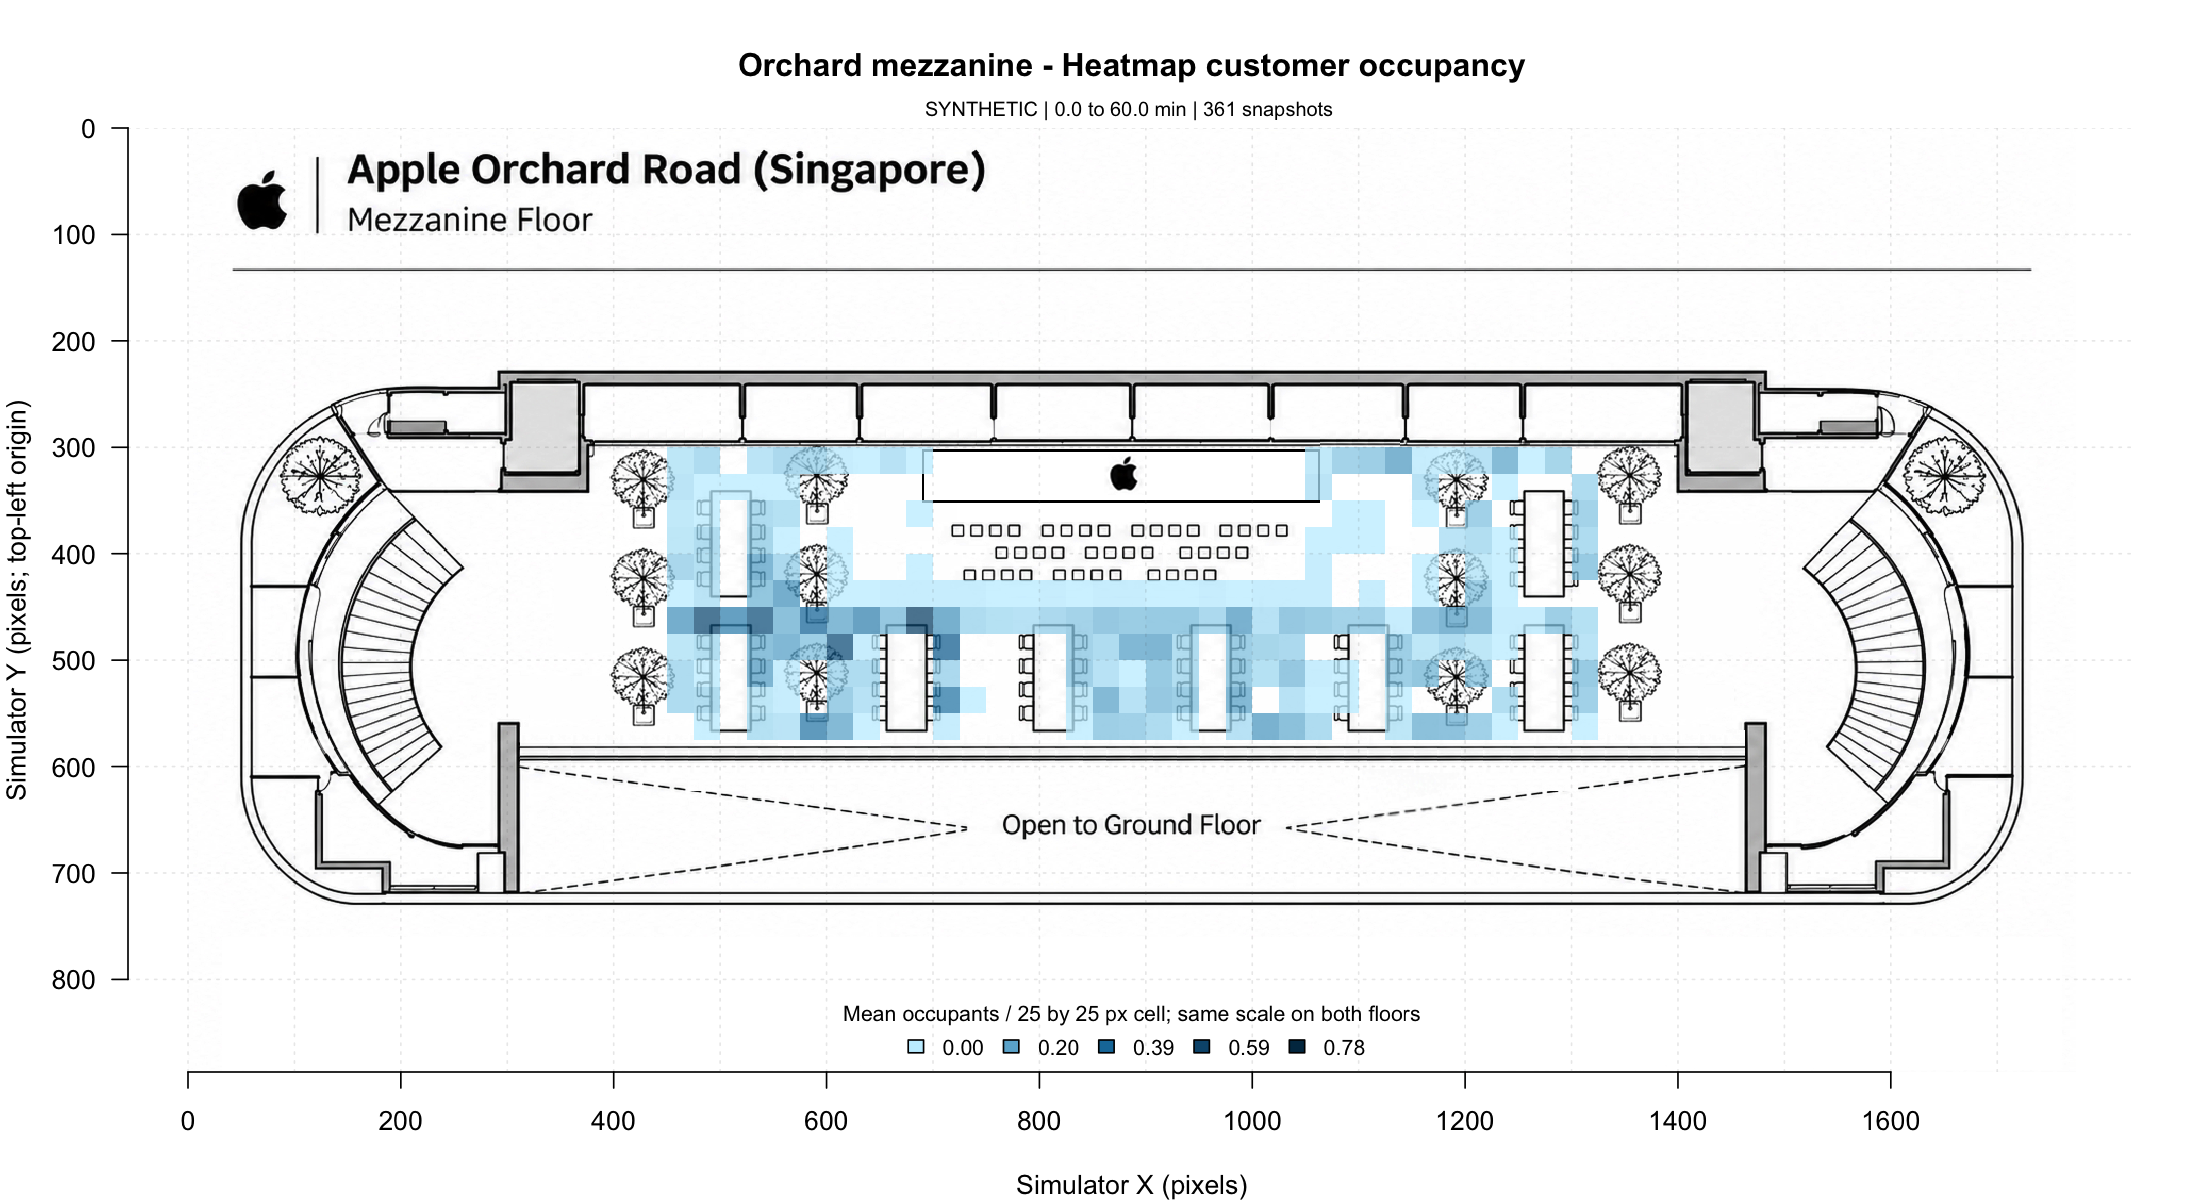 Orchard mezzanine - Heatmap customer occupancy
SYNTHETIC | 0.0 to 60.0 min | 361 snapshots
Apple Orchard Road (Singapore)
Mezzanine Floor
Simulator Y (pixels; top-left origin)
0
100
200
300
400
500
600
700
800
Open to Ground Floor
Mean occupants / 25 by 25 px cell; same scale on both floors
0.00 0.20 0.39 0.59 0.78
0 200 400 600 800 1000 1200 1400 1600
Simulator X (pixels)